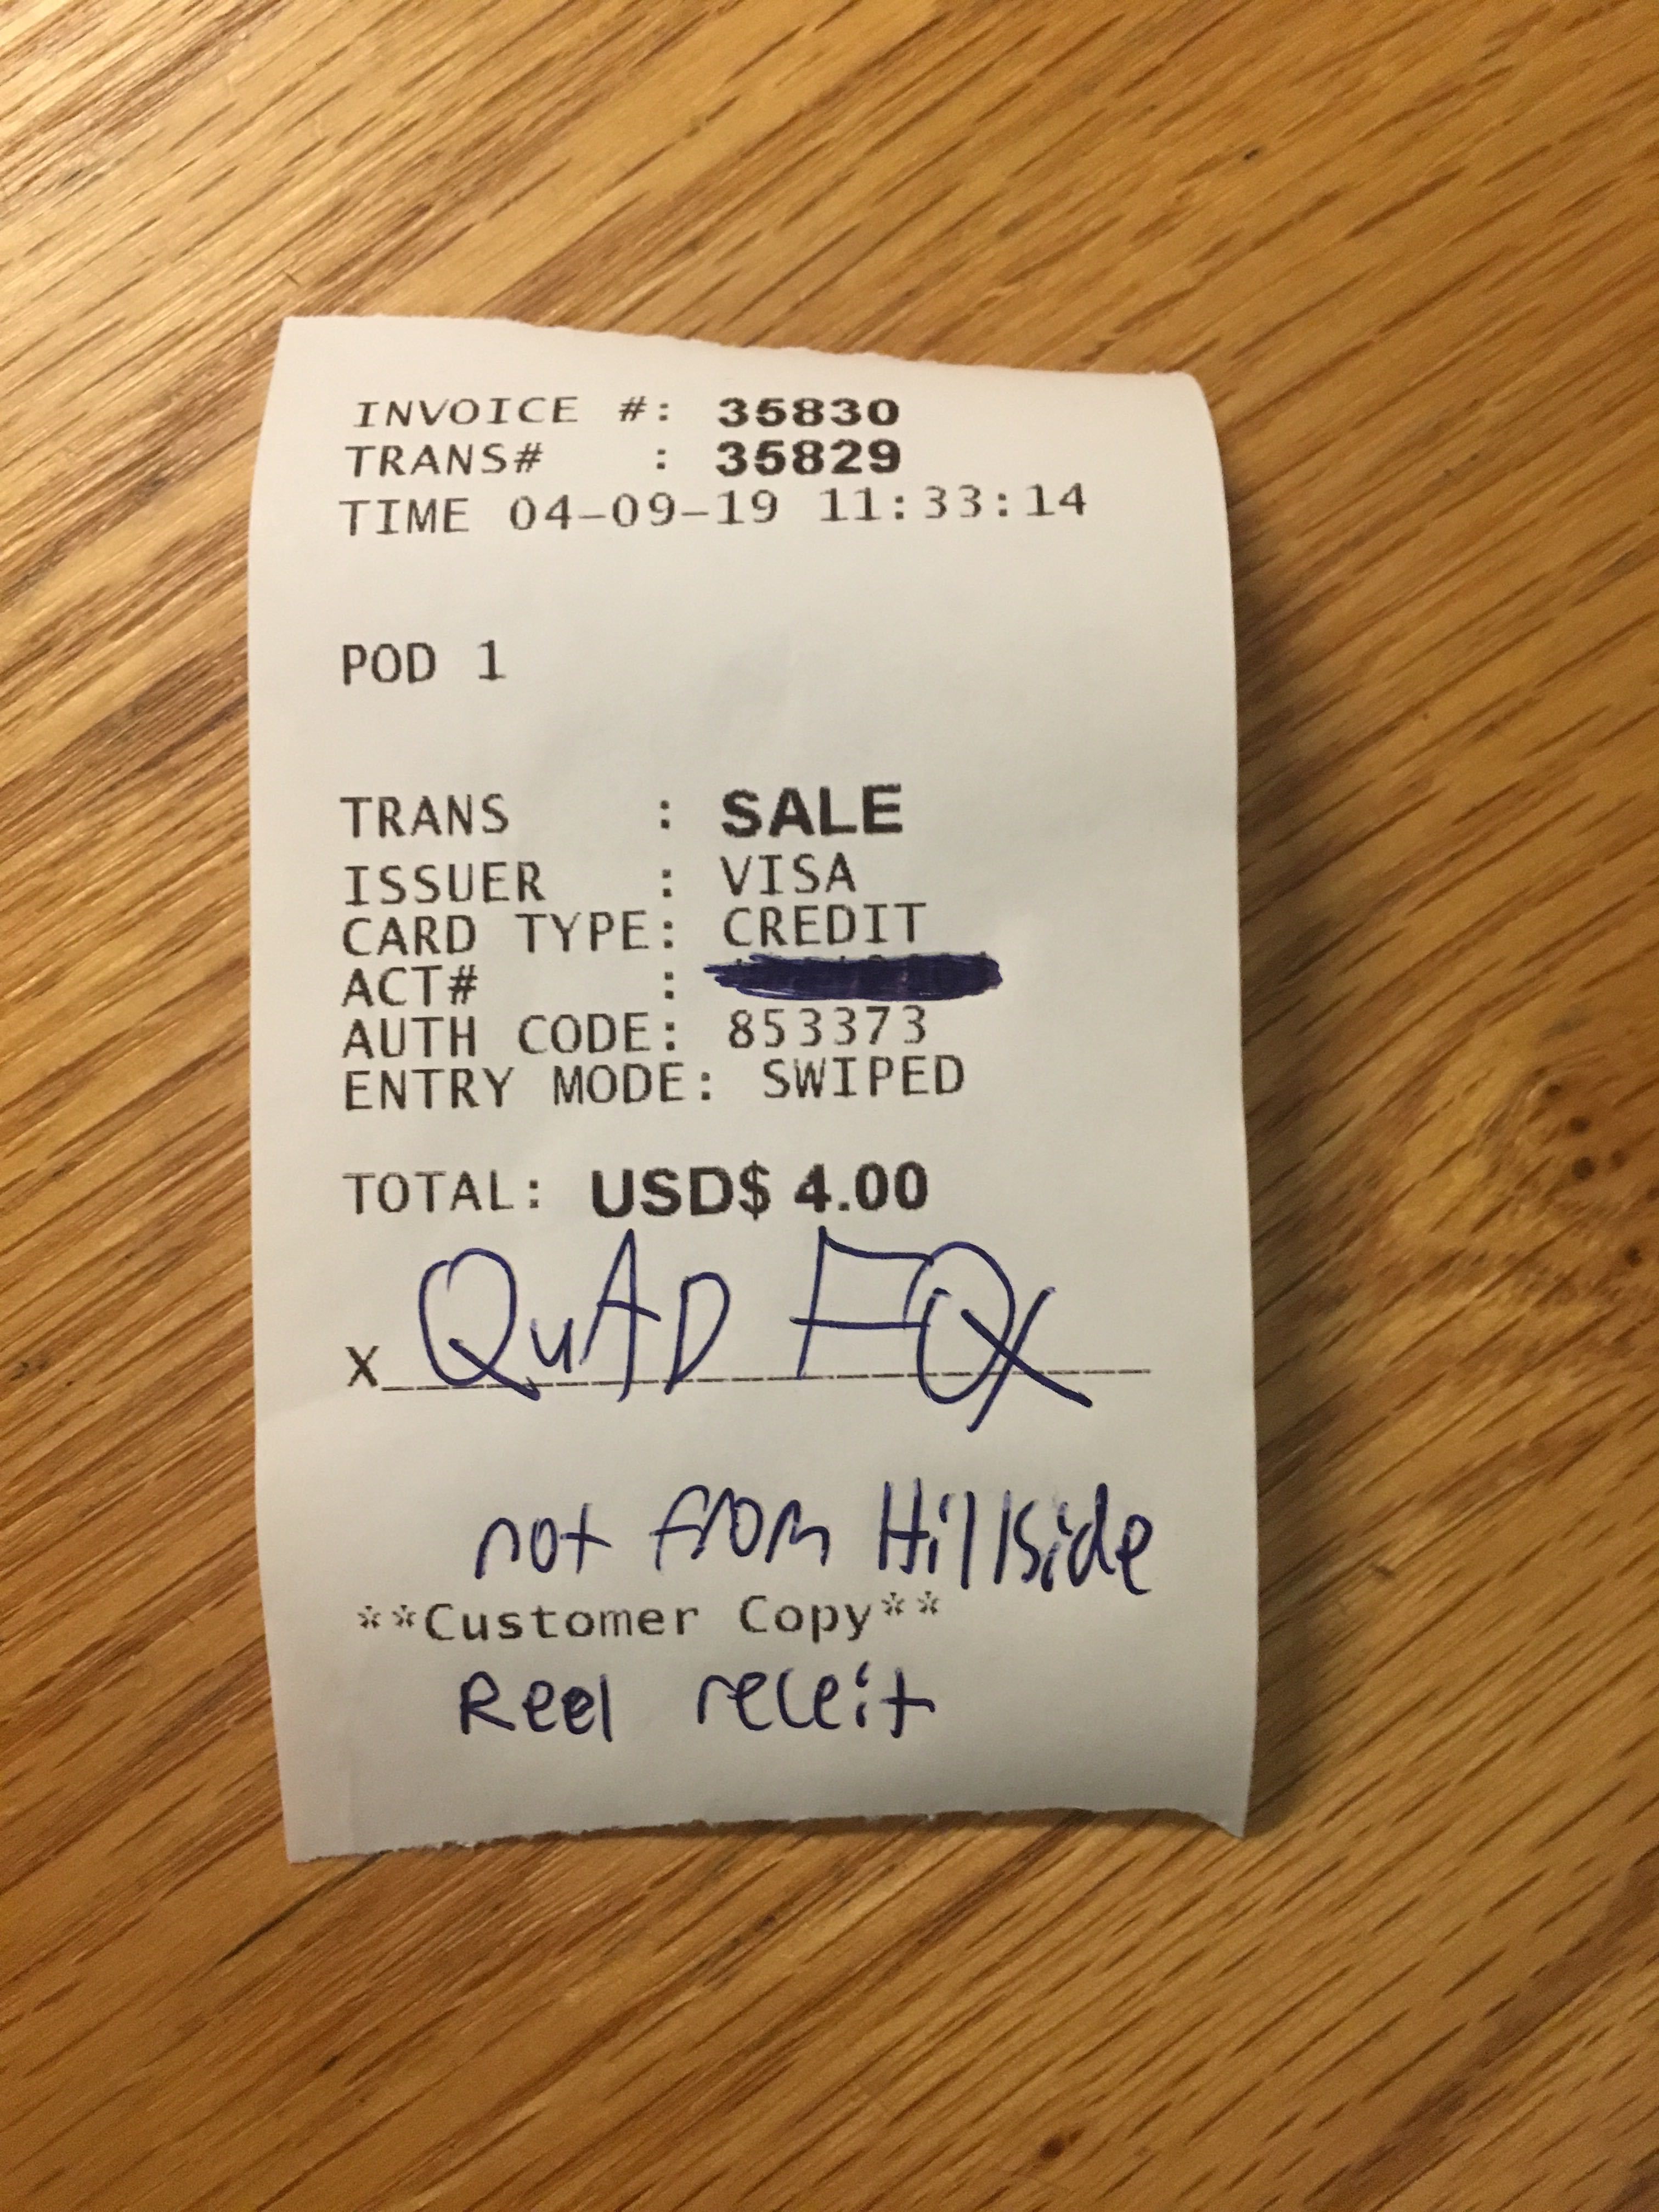 INVOICE #: 35830
TRANS# : 35829
TIME 04-09-19 11:33:14
POD 1
TRANS : SALE
ISSUER : VISA
CARD TYPE: CREDIT
ACT# :
AUTH CODE: 853373
ENTRY MODE: SWIPED
TOTAL: USD$ 4.00
X QuAD FOX
not from Hillside
**Customer Copy**
Reel receit